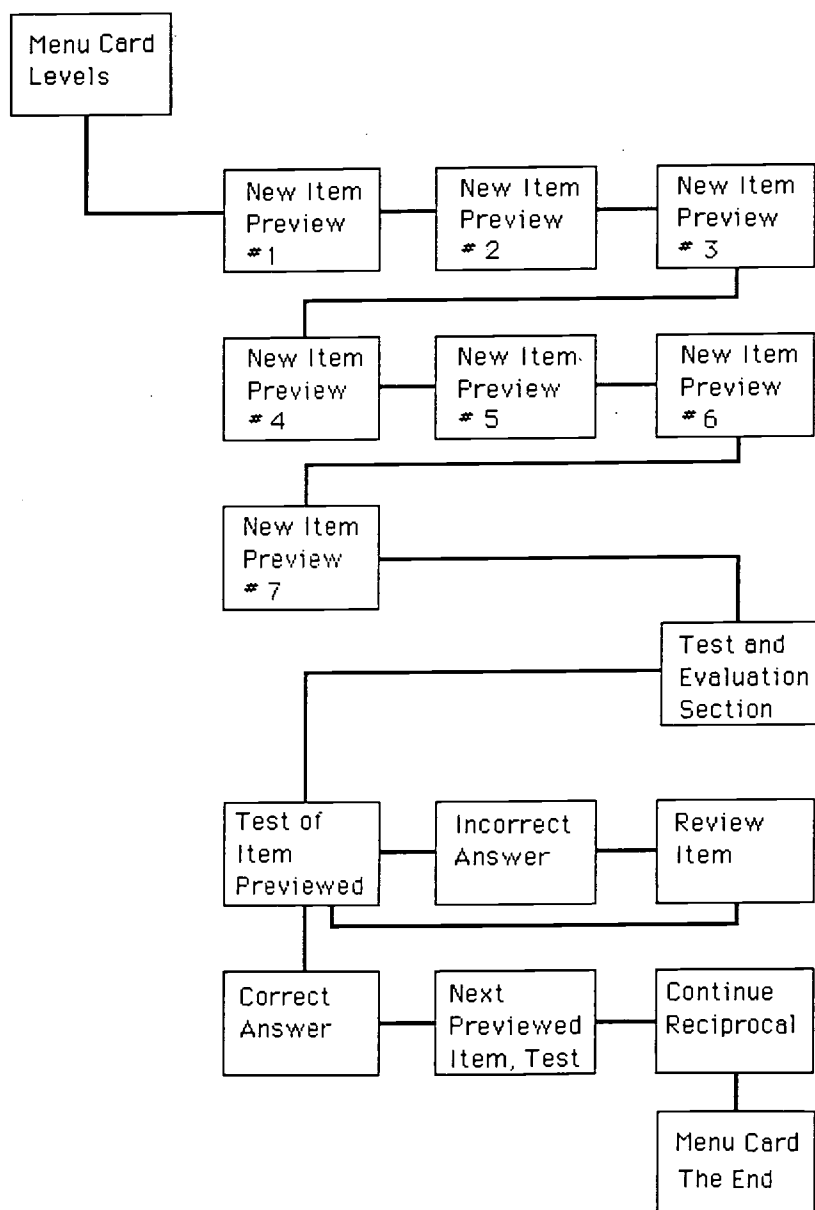 Menu Card
Levels
New Item
Preview
# 1
New Item
Preview
# 2
New Item
Preview
# 3
New Item
Preview
# 4
New Item
Preview
# 5
New Item
Preview
# 6
New Item
Preview
# 7
Test and
Evaluation
Section
Test of
Item
Previewed
Incorrect
Answer
Review
Item
Correct
Answer
Next
Previewed
Item, Test
Continue
Reciprocal
Menu Card
The End